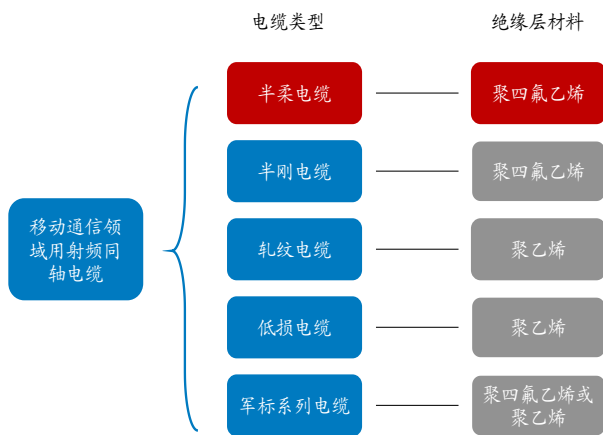 电缆类型
绝缘层材料
半柔电缆
聚四氟乙烯
半刚电缆
聚四氟乙烯
移动通信领
域用射频同
轴电缆
轧纹电缆
聚乙烯
低损电缆
聚乙烯
军标系列电缆
聚四氟乙烯或
聚乙烯